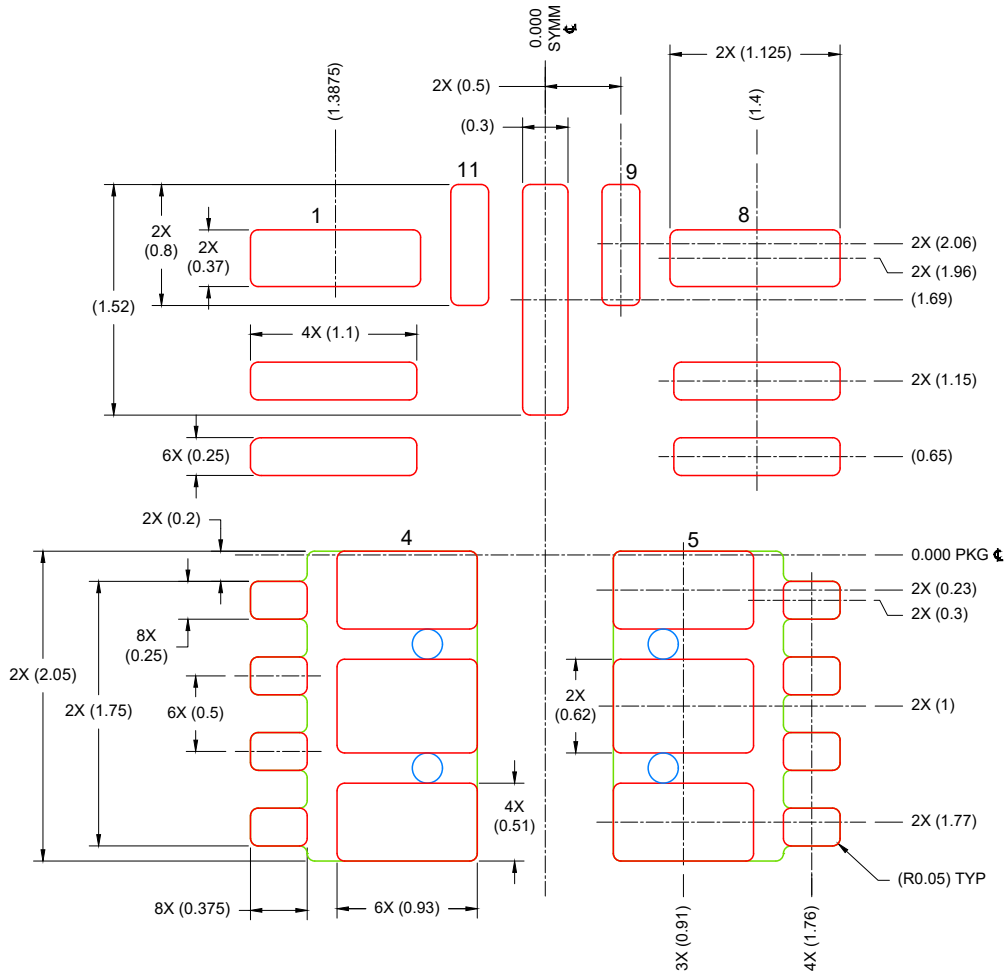 0.000
SYMM
℄
2X (1.125)
2X (0.5)
(1.3875)
(1.4)
(0.3)
11
9
1
8
2X
(0.8)
2X
(0.37)
2X (2.06)
2X (1.96)
(1.52)
(1.69)
4X (1.1)
2X (1.15)
6X (0.25)
(0.65)
2X (0.2)
4
5
0.000 PKG ℄
2X (0.23)
2X (0.3)
8X
(0.25)
2X (2.05)
2X (1.75)
6X (0.5)
2X
(0.62)
2X (1)
4X
(0.51)
2X (1.77)
(R0.05) TYP
8X (0.375)
6X (0.93)
3X (0.91)
4X (1.76)